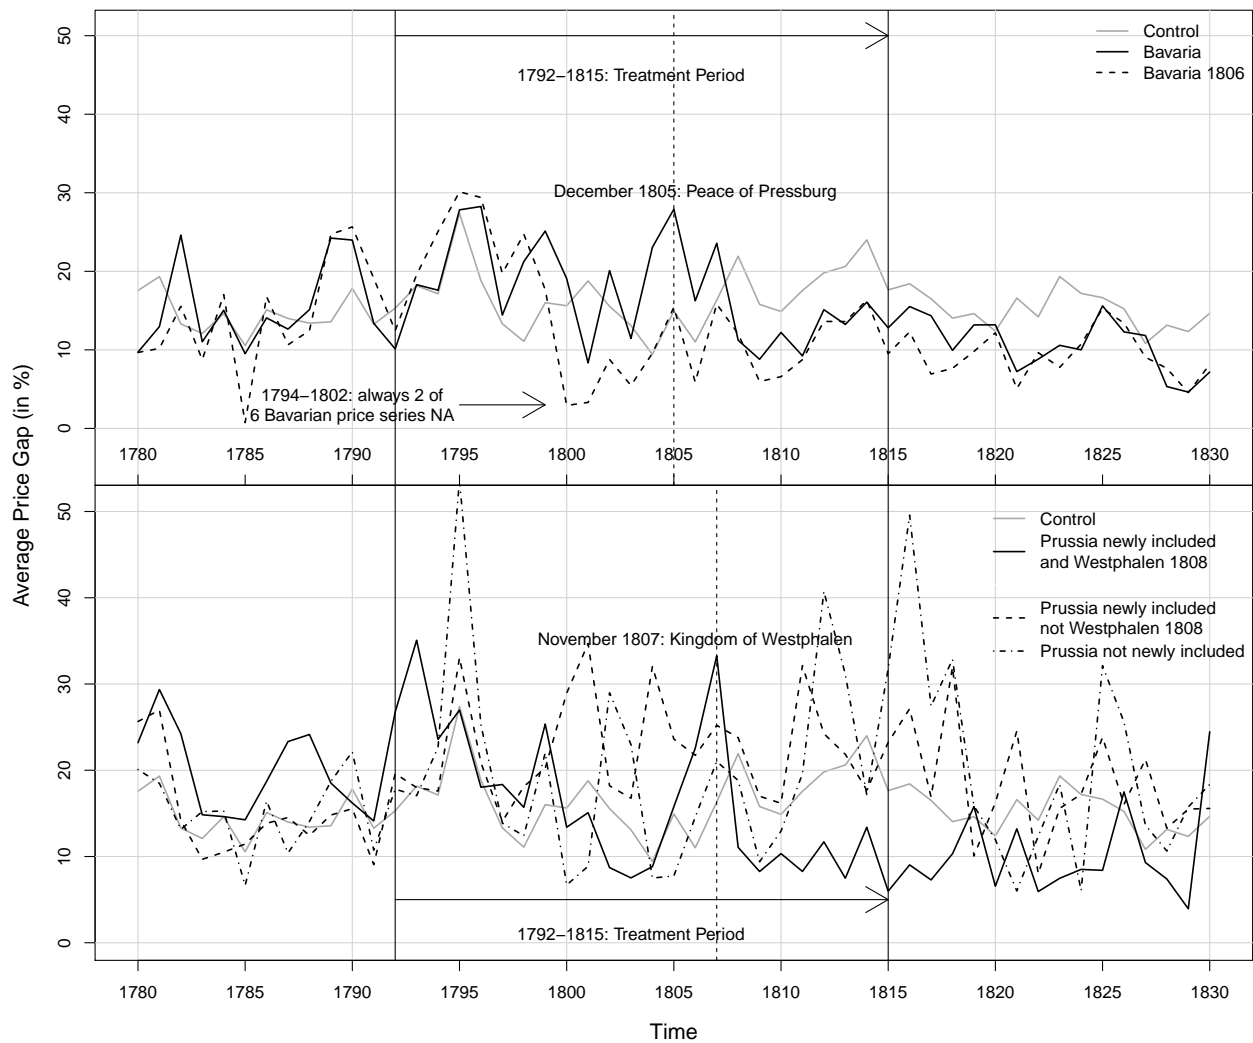 50
Control
Bavaria
Bavaria 1806
1792–1815: Treatment Period
40
30
December 1805: Peace of Pressburg
20
10
1794–1802: always 2 of
6 Bavarian price series NA
0
1780 1785 1790 1795 1800 1805 1810 1815 1820 1825 1830
Average Price Gap (in %)
50
Control
Prussia newly included
and Westphalen 1808
40
Prussia newly included
not Westphalen 1808
November 1807: Kingdom of Westphalen
Prussia not newly included
30
20
10
1792–1815: Treatment Period
0
1780 1785 1790 1795 1800 1805 1810 1815 1820 1825 1830
Time